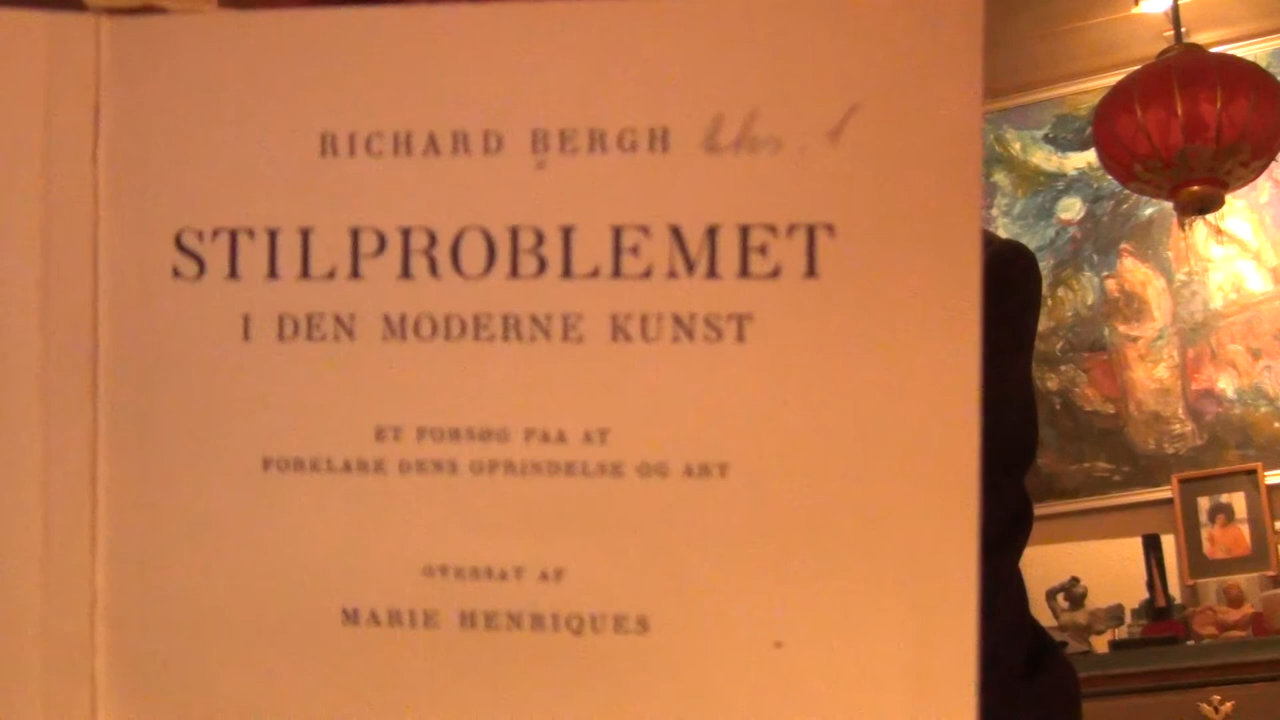 RICHARD BERGH
STILPROBLEMET
I DEN MODERNE KUNST
ET FORSØG PAA AT
FORKLARE DENS OPRINDELSE OG ART
OVERSAT AF
MARIE HENRIQUES